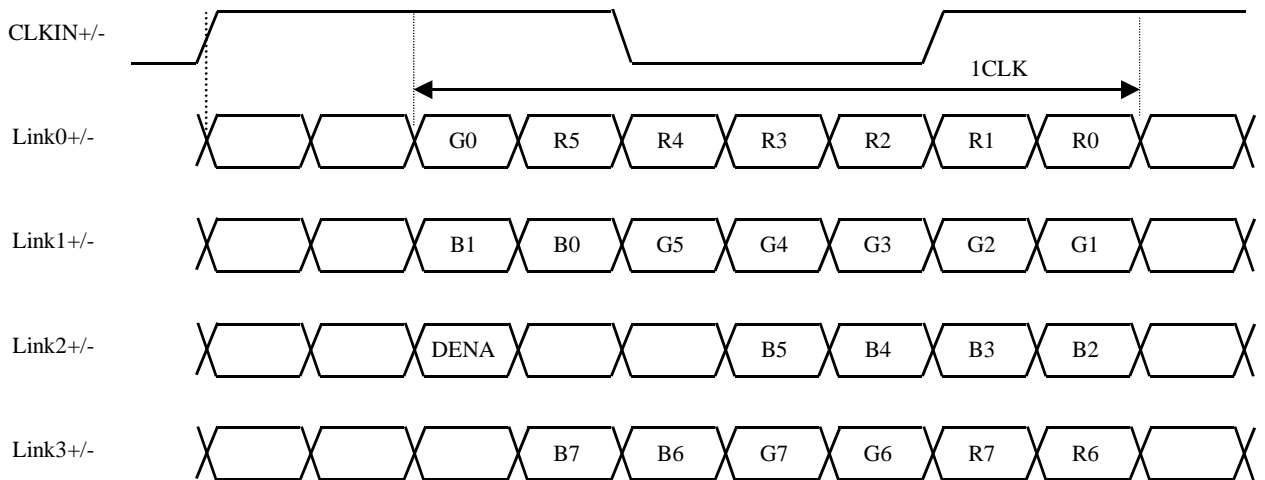 CLKIN+/-
1CLK
Link0+/- G0 R5 R4 R3 R2 R1 R0
Link1+/- B1 B0 G5 G4 G3 G2 G1
Link2+/- DENA B5 B4 B3 B2
Link3+/- B7 B6 G7 G6 R7 R6